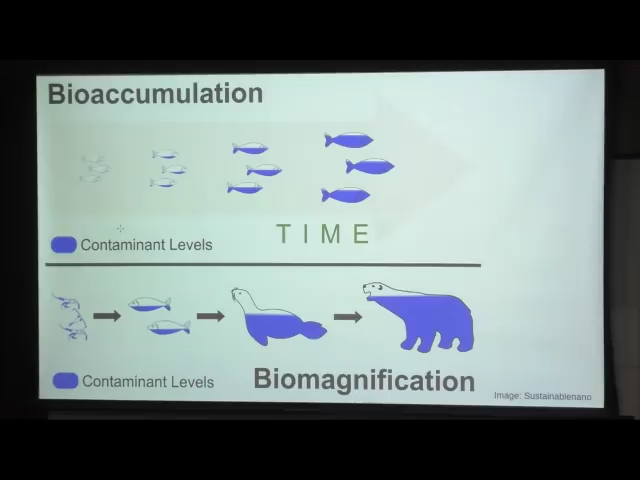 Bioaccumulation
TIME
Contaminant Levels
Contaminant Levels
Biomagnification
Image: Sustainablenano